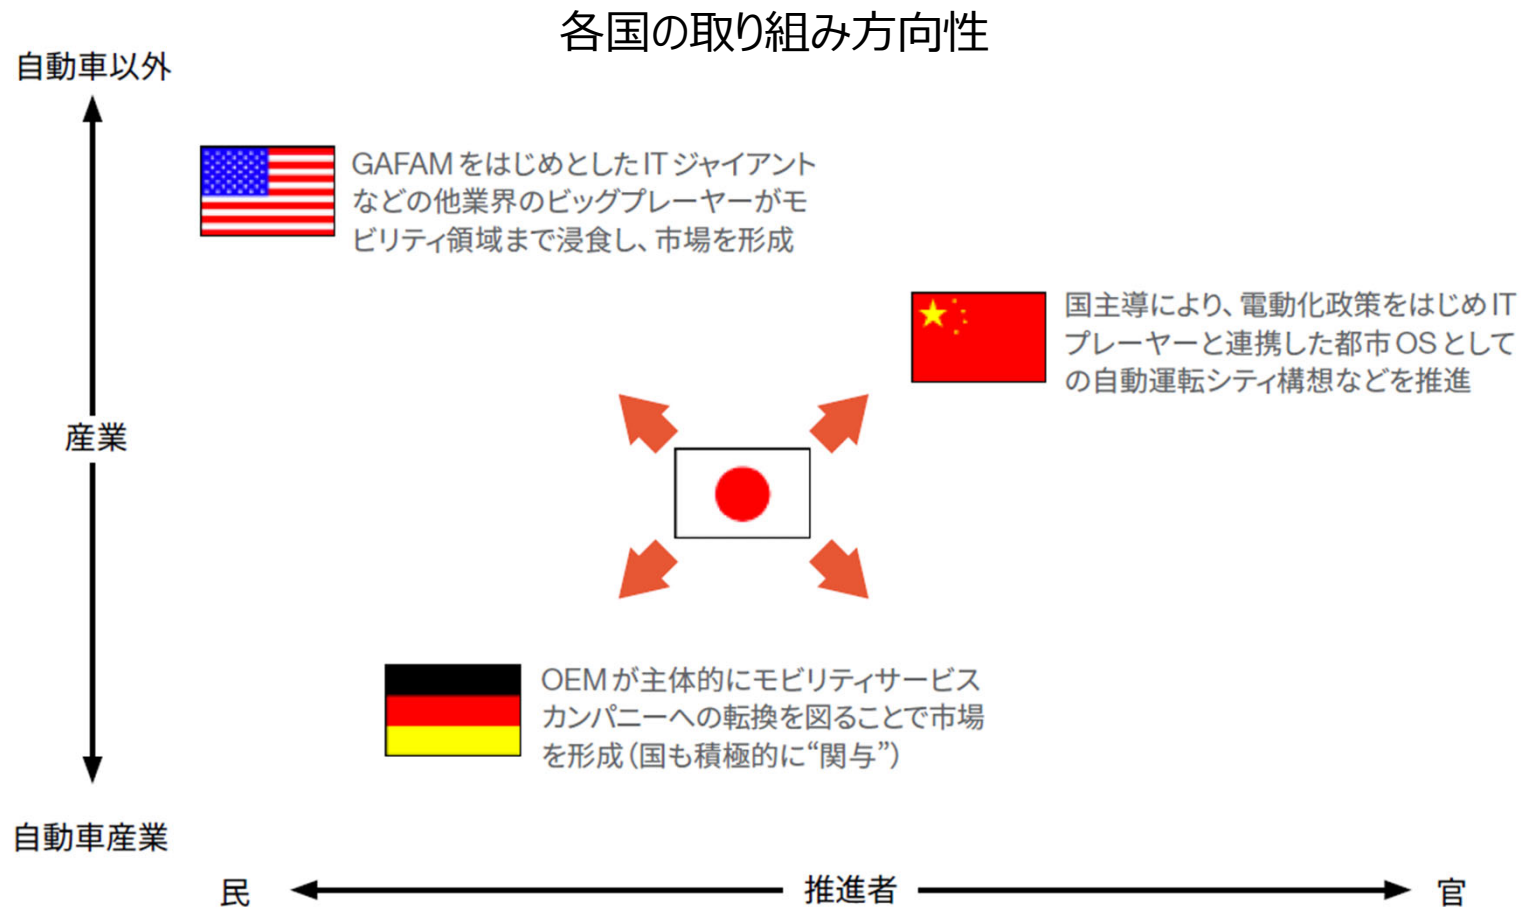 各国の取り組み方向性
自動車以外
GAFAMをはじめとしたITジャイアント
などの他業界のビッグプレーヤーがモ
ビリティ領域まで浸食し、市場を形成
国主導により、電動化政策をはじめIT
プレーヤーと連携した都市OSとして
の自動運転シティ構想などを推進
産業
OEMが主体的にモビリティサービス
カンパニーへの転換を図ることで市場
を形成（国も積極的に“関与”）
自動車産業
民
推進者
官